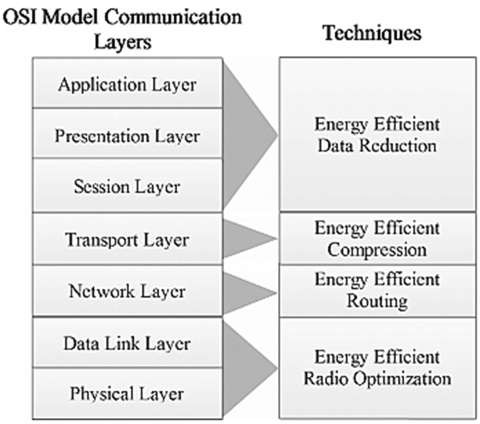 OSI Model Communication
Layers
Techniques
Application Layer
Presentation Layer
Session Layer
Transport Layer
Network Layer
Data Link Layer
Physical Layer
Energy Efficient
Data Reduction
Energy Efficient
Compression
Energy Efficient
Routing
Energy Efficient
Radio Optimization